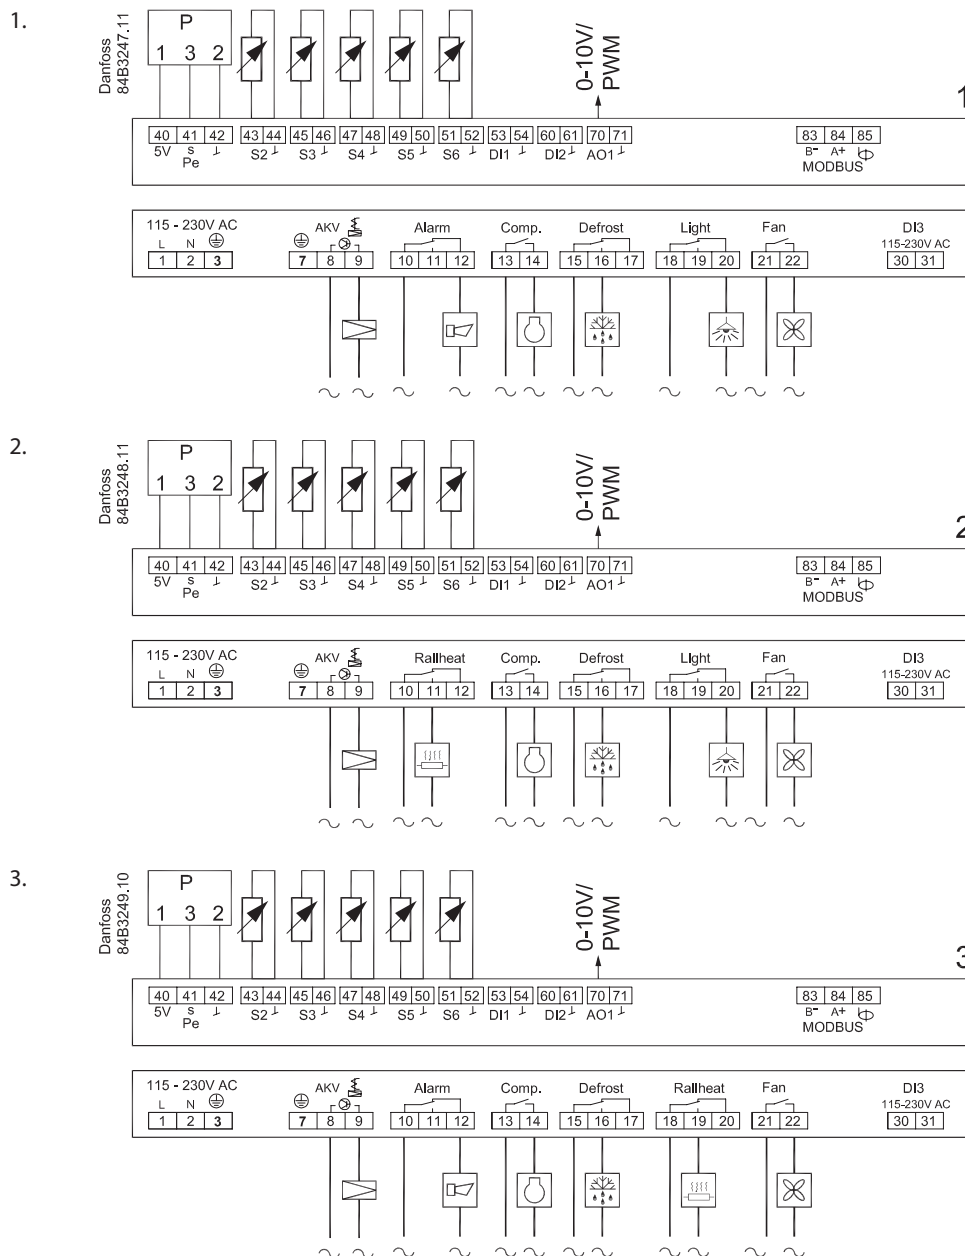 1.
Danfoss
84B3247.11
P
1 3 2
0-10V/
PWM
1
40 41 42 43 44 45 46 47 48 49 50 51 52 53 54 60 61 70 71 83 84 85
5V s S2 S3 S4 S5 S6 DI1 DI2 AO1 B- A+
Pe MODBUS
115 - 230V AC AKV Alarm Comp. Defrost Light Fan DI3
L N 115-230V AC
1 2 3 7 8 9 10 11 12 13 14 15 16 17 18 19 20 21 22 30 31
2.
Danfoss
84B3248.11
P
1 3 2
0-10V/
PWM
2
40 41 42 43 44 45 46 47 48 49 50 51 52 53 54 60 61 70 71 83 84 85
5V s S2 S3 S4 S5 S6 DI1 DI2 AO1 B- A+
Pe MODBUS
115 - 230V AC AKV Railheat Comp. Defrost Light Fan DI3
L N 115-230V AC
1 2 3 7 8 9 10 11 12 13 14 15 16 17 18 19 20 21 22 30 31
3.
Danfoss
84B3249.10
P
1 3 2
0-10V/
PWM
3
40 41 42 43 44 45 46 47 48 49 50 51 52 53 54 60 61 70 71 83 84 85
5V s S2 S3 S4 S5 S6 DI1 DI2 AO1 B- A+
Pe MODBUS
115 - 230V AC AKV Alarm Comp. Defrost Railheat Fan DI3
L N 115-230V AC
1 2 3 7 8 9 10 11 12 13 14 15 16 17 18 19 20 21 22 30 31